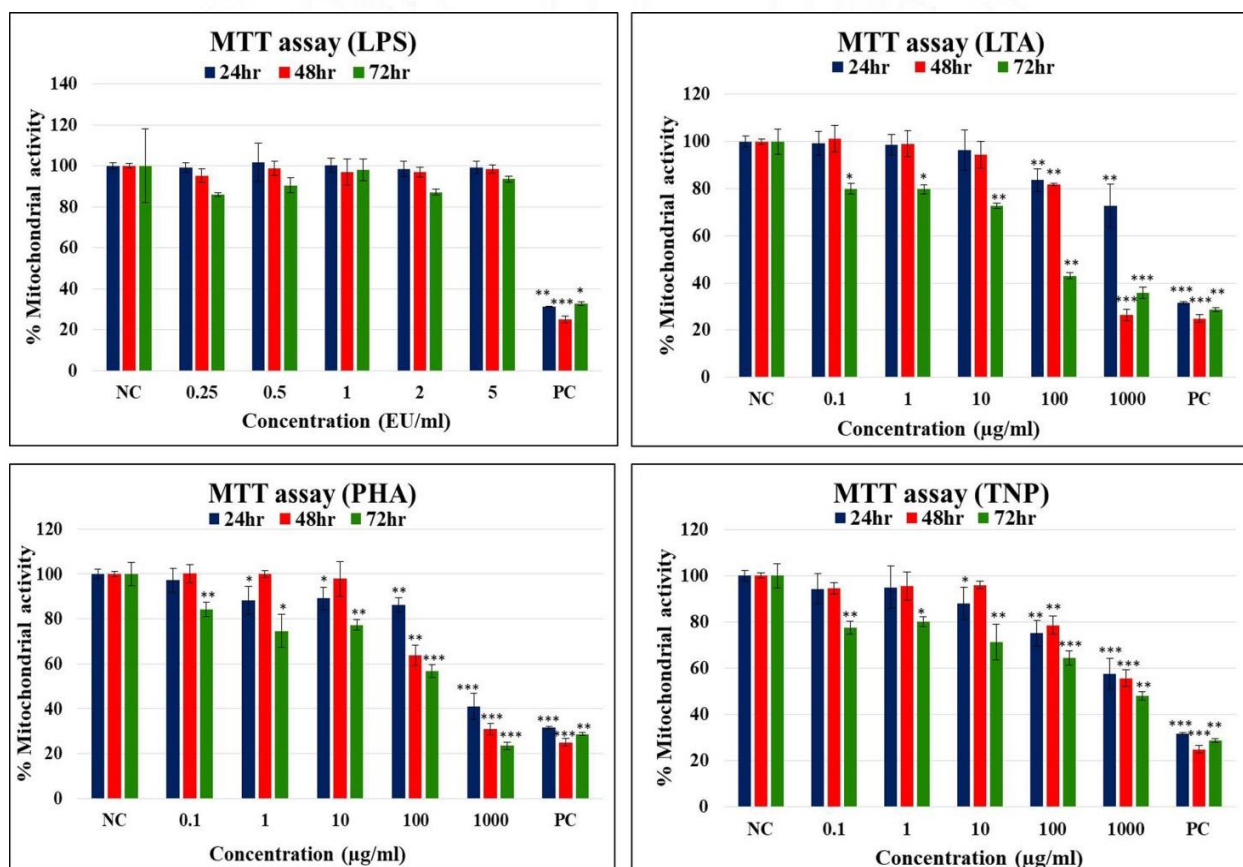 MTT assay (LPS)
24hr 48hr 72hr
% Mitochondrial activity
140
120
100
80
60
40
20
0
** *** *
NC 0.25 0.5 1 2 5 PC
Concentration (EU/ml)
MTT assay (LTA)
24hr 48hr 72hr
% Mitochondrial activity
120
100
80
60
40
20
0
* * ** ** ** ** ** *** *** *** *** **
NC 0.1 1 10 100 1000 PC
Concentration (µg/ml)
MTT assay (PHA)
24hr 48hr 72hr
% Mitochondrial activity
120
100
80
60
40
20
0
** * * * ** ** ** *** *** *** *** *** *** **
NC 0.1 1 10 100 1000 PC
Concentration (µg/ml)
MTT assay (TNP)
24hr 48hr 72hr
% Mitochondrial activity
120
100
80
60
40
20
0
** * * ** ** ** *** *** *** ** *** *** **
NC 0.1 1 10 100 1000 PC
Concentration (µg/ml)